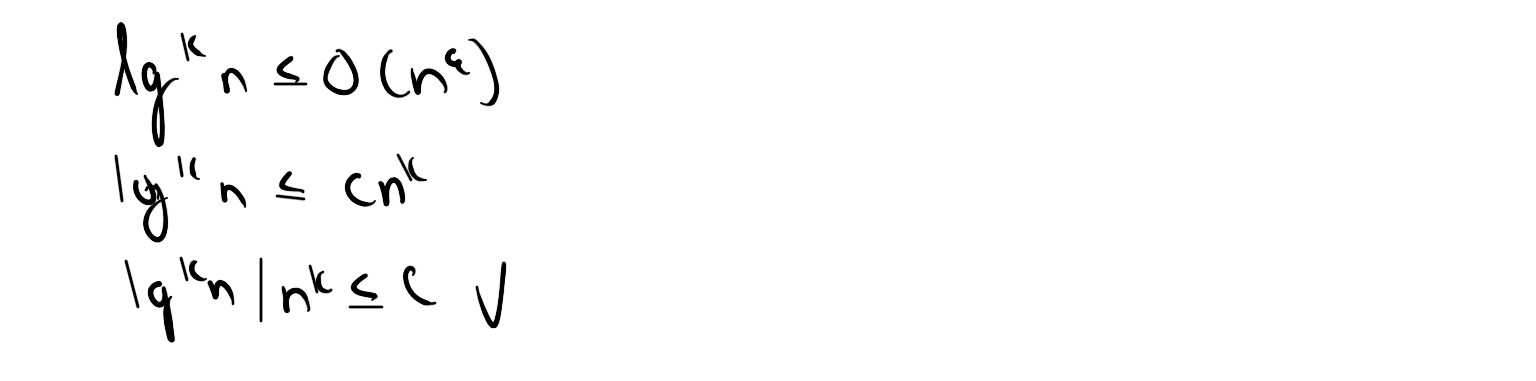 lg^k n ≤ O(n^ε)
lg^k n ≤ cn^k
lg^k n | n^k ≤ c √